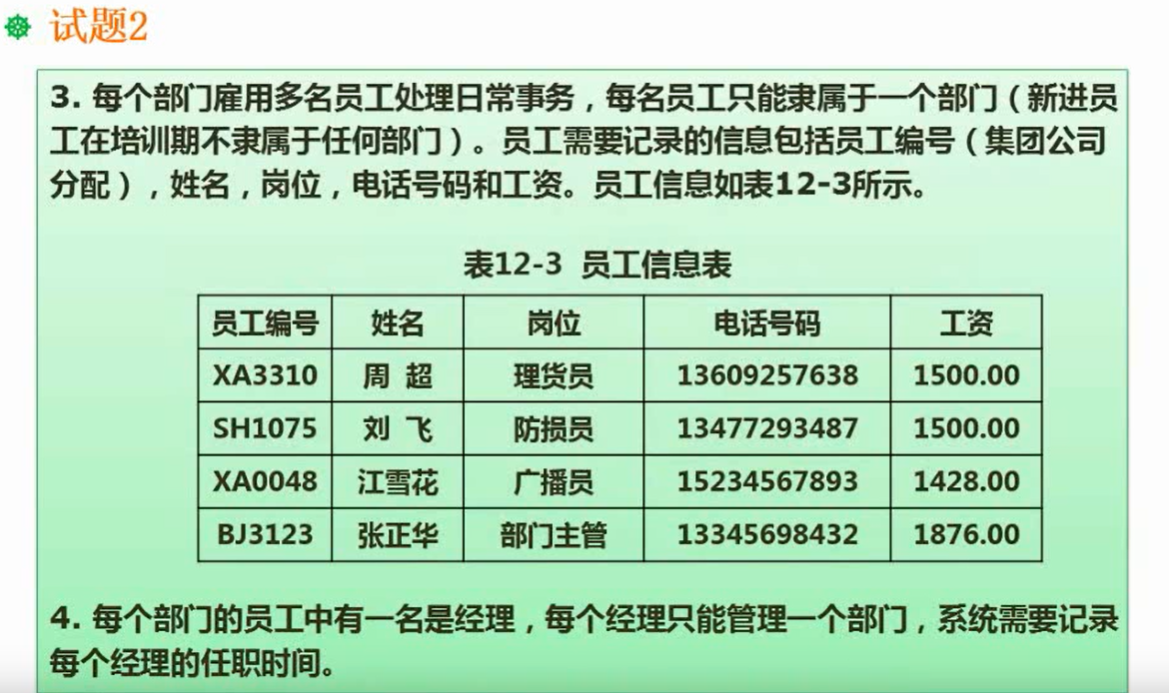 试题2
3. 每个部门雇用多名员工处理日常事务，每名员工只能隶属于一个部门（新进员
工在培训期不隶属于任何部门）。员工需要记录的信息包括员工编号（集团公司
分配），姓名，岗位，电话号码和工资。员工信息如表12-3所示。
表12-3 员工信息表
员工编号 姓名 岗位 电话号码 工资
XA3310 周 超 理货员 13609257638 1500.00
SH1075 刘 飞 防损员 13477293487 1500.00
XA0048 江雪花 广播员 15234567893 1428.00
BJ3123 张正华 部门主管 13345698432 1876.00
4. 每个部门的员工中有一名是经理，每个经理只能管理一个部门，系统需要记录
每个经理的任职时间。